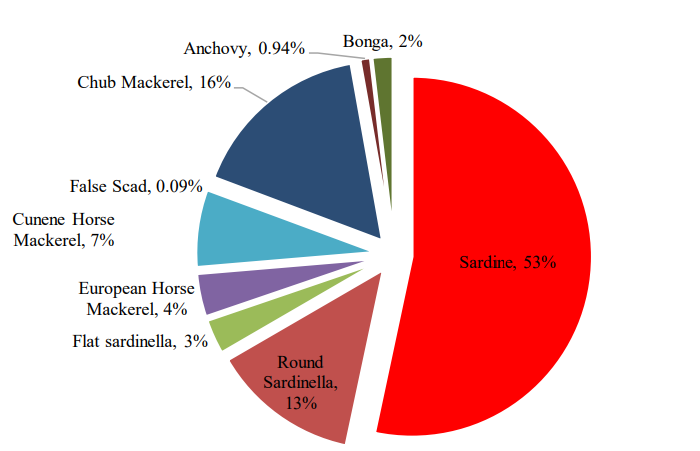 Anchovy, 0.94%
Bonga, 2%
Chub Mackerel, 16%
False Scad, 0.09%
Cunene Horse
Mackerel, 7%
Sardine, 53%
European Horse
Mackerel, 4%
Flat sardinella, 3%
Round
Sardinella,
13%